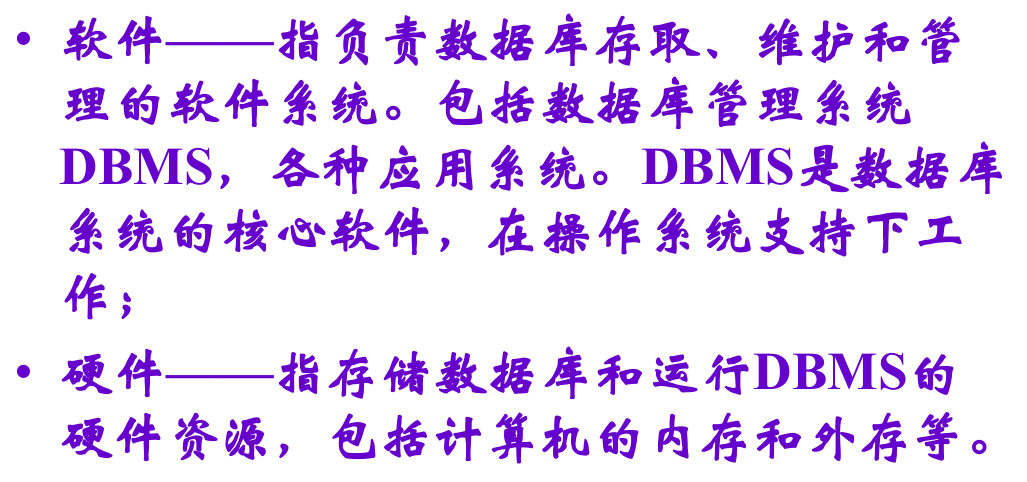 • 软件——指负责数据库存取、维护和管
理的软件系统。包括数据库管理系统
DBMS，各种应用系统。DBMS是数据库
系统的核心软件，在操作系统支持下工
作；
• 硬件——指存储数据库和运行DBMS的
硬件资源，包括计算机的内存和外存等。